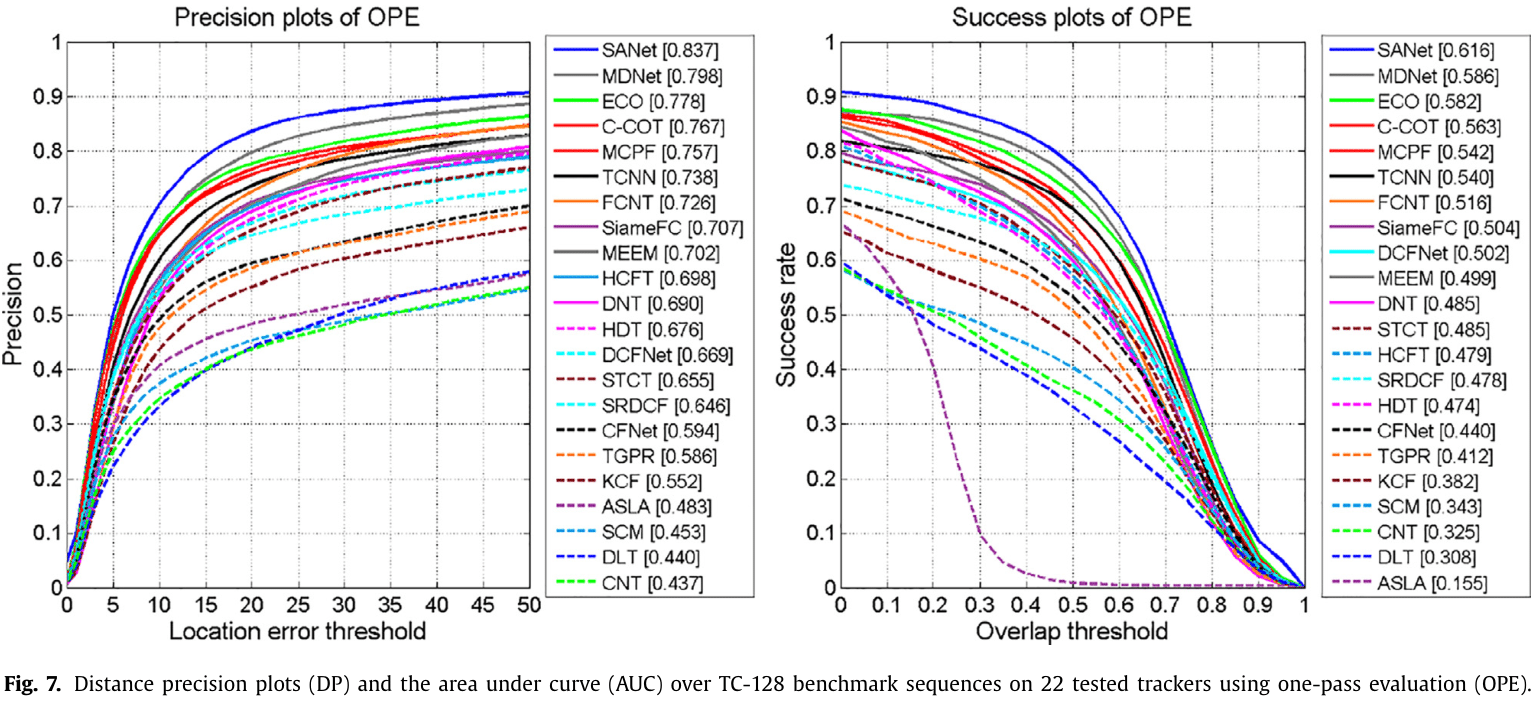 Precision plots of OPE
1
0.9
0.8
0.7
0.6
0.5
0.4
0.3
0.2
0.1
0
Precision
0 5 10 15 20 25 30 35 40 45 50
Location error threshold
SANet [0.837]
MDNet [0.798]
ECO [0.778]
C-COT [0.767]
MCPF [0.757]
TCNN [0.738]
FCNT [0.726]
SiameFC [0.707]
MEEM [0.702]
HCFT [0.698]
DNT [0.690]
HDT [0.676]
DCFNet [0.669]
STCT [0.655]
SRDCF [0.646]
CFNet [0.594]
TGPR [0.586]
KCF [0.552]
ASLA [0.483]
SCM [0.453]
DLT [0.440]
CNT [0.437]
Success plots of OPE
1
0.9
0.8
0.7
0.6
0.5
0.4
0.3
0.2
0.1
0
Success rate
0 0.1 0.2 0.3 0.4 0.5 0.6 0.7 0.8 0.9 1
Overlap threshold
SANet [0.616]
MDNet [0.586]
ECO [0.582]
C-COT [0.563]
MCPF [0.542]
TCNN [0.540]
FCNT [0.516]
SiameFC [0.504]
DCFNet [0.502]
MEEM [0.499]
DNT [0.485]
STCT [0.485]
HCFT [0.479]
SRDCF [0.478]
HDT [0.474]
CFNet [0.440]
TGPR [0.412]
KCF [0.382]
SCM [0.343]
CNT [0.325]
DLT [0.308]
ASLA [0.155]
Fig. 7. Distance precision plots (DP) and the area under curve (AUC) over TC-128 benchmark sequences on 22 tested trackers using one-pass evaluation (OPE).